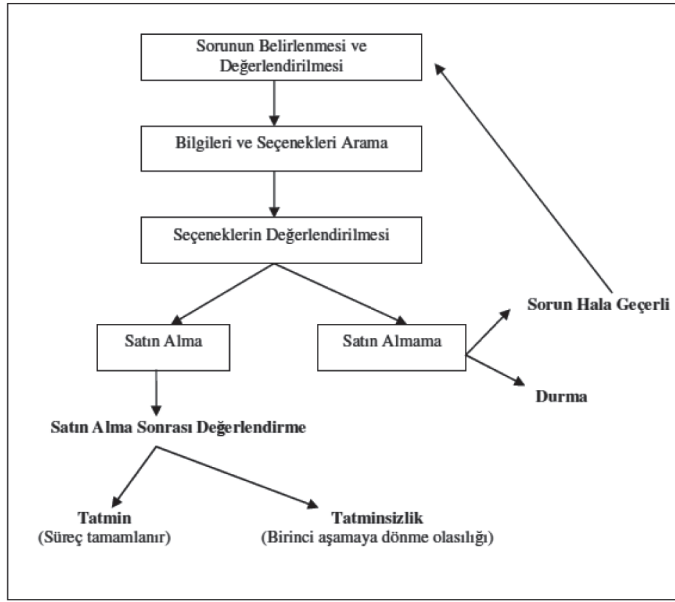 Sorunun Belirlenmesi ve
Değerlendirilmesi
Bilgileri ve Seçenekleri Arama
Seçeneklerin Değerlendirilmesi
Sorun Hala Geçerli
Satın Alma
Satın Almama
Durma
Satın Alma Sonrası Değerlendirme
Tatmin
(Süreç tamamlanır)
Tatminsizlik
(Birinci aşamaya dönme olasılığı)